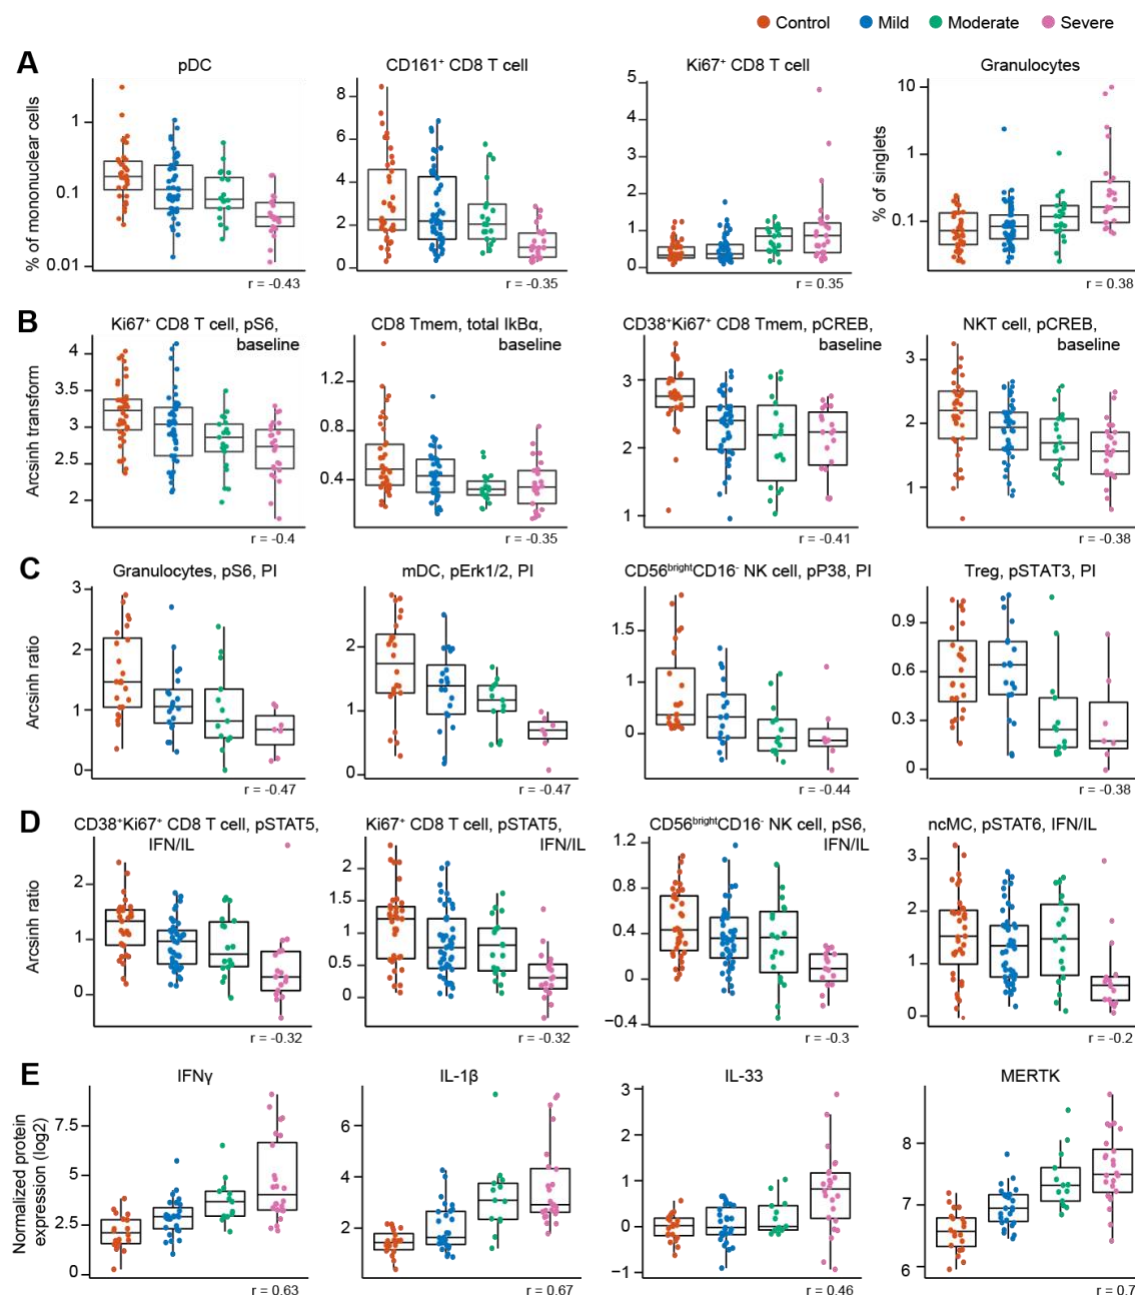 Control Mild Moderate Severe
A
pDC
CD161⁺ CD8 T cell
Ki67⁺ CD8 T cell
Granulocytes
% of mononuclear cells
1
0.1
0.01
r = -0.43
8
6
4
2
0
r = -0.35
5
4
3
2
1
0
r = 0.35
% of singlets
10
1
0.1
r = 0.38
B
Ki67⁺ CD8 T cell, pS6,
baseline
CD8 Tmem, total IkBα,
baseline
CD38⁺Ki67⁺ CD8 Tmem, pCREB,
baseline
NKT cell, pCREB,
baseline
Arcsinh transform
4
3.5
3
2.5
2
r = -0.4
1.2
0.8
0.4
r = -0.35
3
2
1
r = -0.41
3
2
1
r = -0.38
C
Granulocytes, pS6, PI
mDC, pErk1/2, PI
CD56ᵇʳⁱᵍʰᵗCD16⁻ NK cell, pP38, PI
Treg, pSTAT3, PI
Arcsinh ratio
3
2
1
0
r = -0.47
2
1
0
r = -0.47
1.5
1
0
r = -0.44
0.9
0.6
0.3
0
r = -0.38
D
CD38⁺Ki67⁺ CD8 T cell, pSTAT5,
IFN/IL
Ki67⁺ CD8 T cell, pSTAT5,
IFN/IL
CD56ᵇʳⁱᵍʰᵗCD16⁻ NK cell, pS6,
IFN/IL
ncMC, pSTAT6, IFN/IL
Arcsinh ratio
2
1
0
r = -0.32
2
1.5
1
0.5
0
r = -0.32
1.2
0.8
0.4
0
−0.4
r = -0.3
3
2
1
0
r = -0.2
E
IFNγ
IL-1β
IL-33
MERTK
Normalized protein
expression (log2)
7.5
5
2.5
0
r = 0.63
6
4
2
r = 0.67
3
2
1
0
−1
r = 0.46
8
7
6
r = 0.7